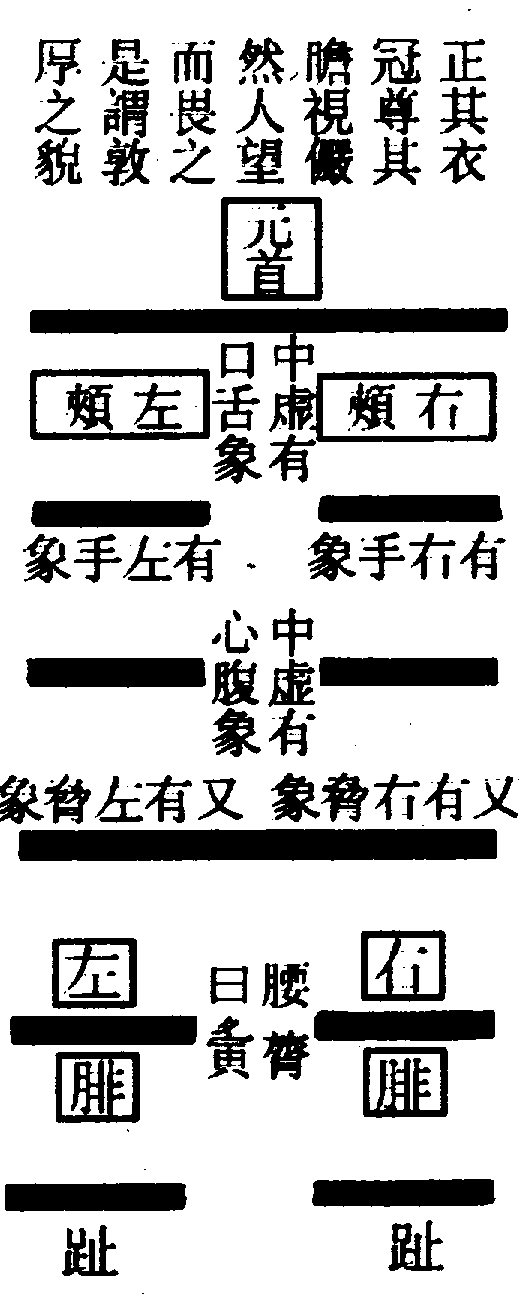 正其衣
冠尊其
瞻視儼
然人望
而畏之
是謂敦
厚之貌
元首
右頰
中虛有
口舌象
左頰
有右手象
有左手象
中虛有
心腹象
又有右脅象
又有左脅象
右
腰臍
曰夤
左
腓
腓
趾
趾